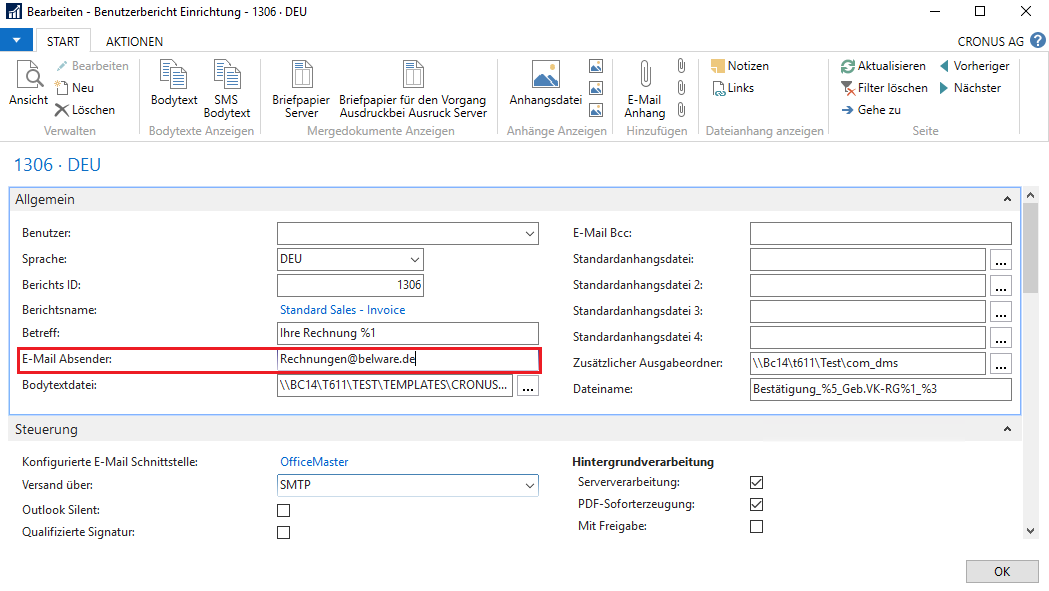 Bearbeiten - Benutzerbericht Einrichtung - 1306 · DEU
START
AKTIONEN
CRONUS AG
?
Ansicht
Bearbeiten
Neu
Löschen
Verwalten
Bodytext
SMS
Bodytext
Bodytexte Anzeigen
Briefpapier
Server
Briefpapier für den Vorgang
Ausdruckbei Ausruck Server
Mergedokumente Anzeigen
Anhangsdatei
Anhänge Anzeigen
E-Mail
Anhang
Hinzufügen
Notizen
Links
Dateianhang anzeigen
Aktualisieren
Filter löschen
Gehe zu
Vorheriger
Nächster
Seite
1306 · DEU
Allgemein
Benutzer:
Sprache: DEU
Berichts ID: 1306
Berichtsname: Standard Sales - Invoice
Betreff: Ihre Rechnung %1
E-Mail Absender: Rechnungen@belware.de
Bodytextdatei: \\BC14\T611\TEST\TEMPLATES\CRONUS... ...
E-Mail Bcc:
Standardanhangsdatei: ...
Standardanhangsdatei 2: ...
Standardanhangsdatei 3: ...
Standardanhangsdatei 4: ...
Zusätzlicher Ausgabeordner: \\Bc14\t611\Test\com_dms ...
Dateiname: Bestätigung_%5_Geb.VK-RG%1_%3
Steuerung
Konfigurierte E-Mail Schnittstelle: OfficeMaster
Versand über: SMTP
Outlook Silent:
Qualifizierte Signatur:
Hintergrundverarbeitung
Serververarbeitung:
PDF-Soforterzeugung:
Mit Freigabe:
OK